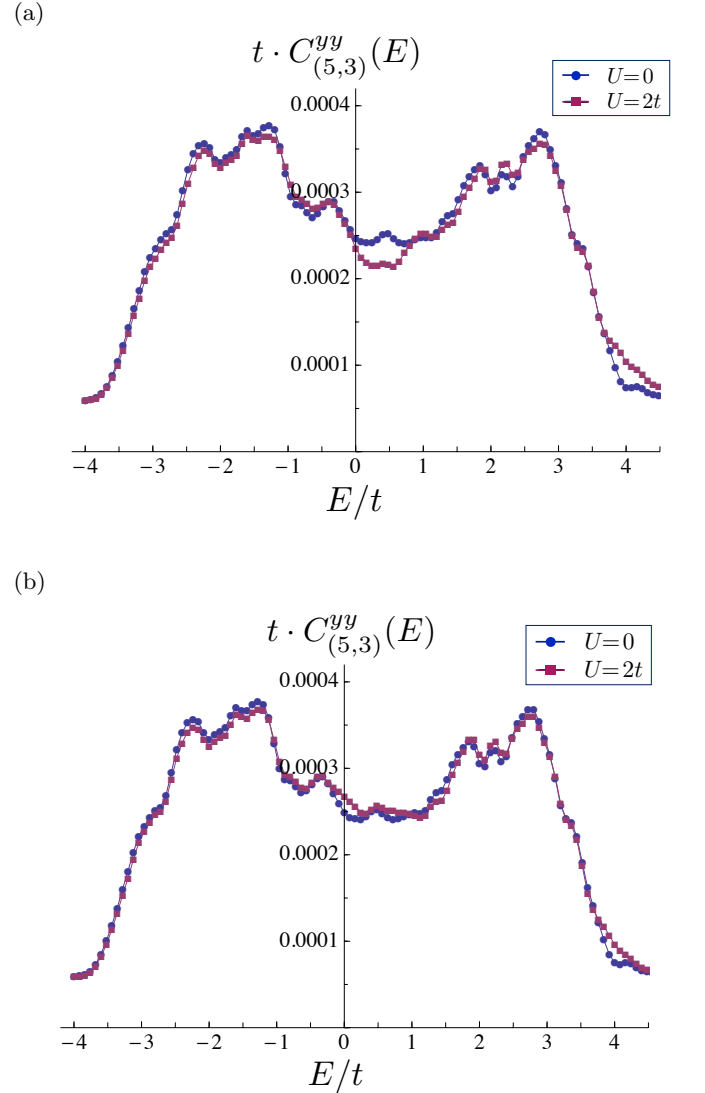 (a)
t · C^{yy}_{(5,3)}(E)
U=0
U=2t
0.0004
0.0003
0.0002
0.0001
−4 −3 −2 −1 0 1 2 3 4
E/t
(b)
t · C^{yy}_{(5,3)}(E)
U=0
U=2t
0.0004
0.0003
0.0002
0.0001
−4 −3 −2 −1 0 1 2 3 4
E/t